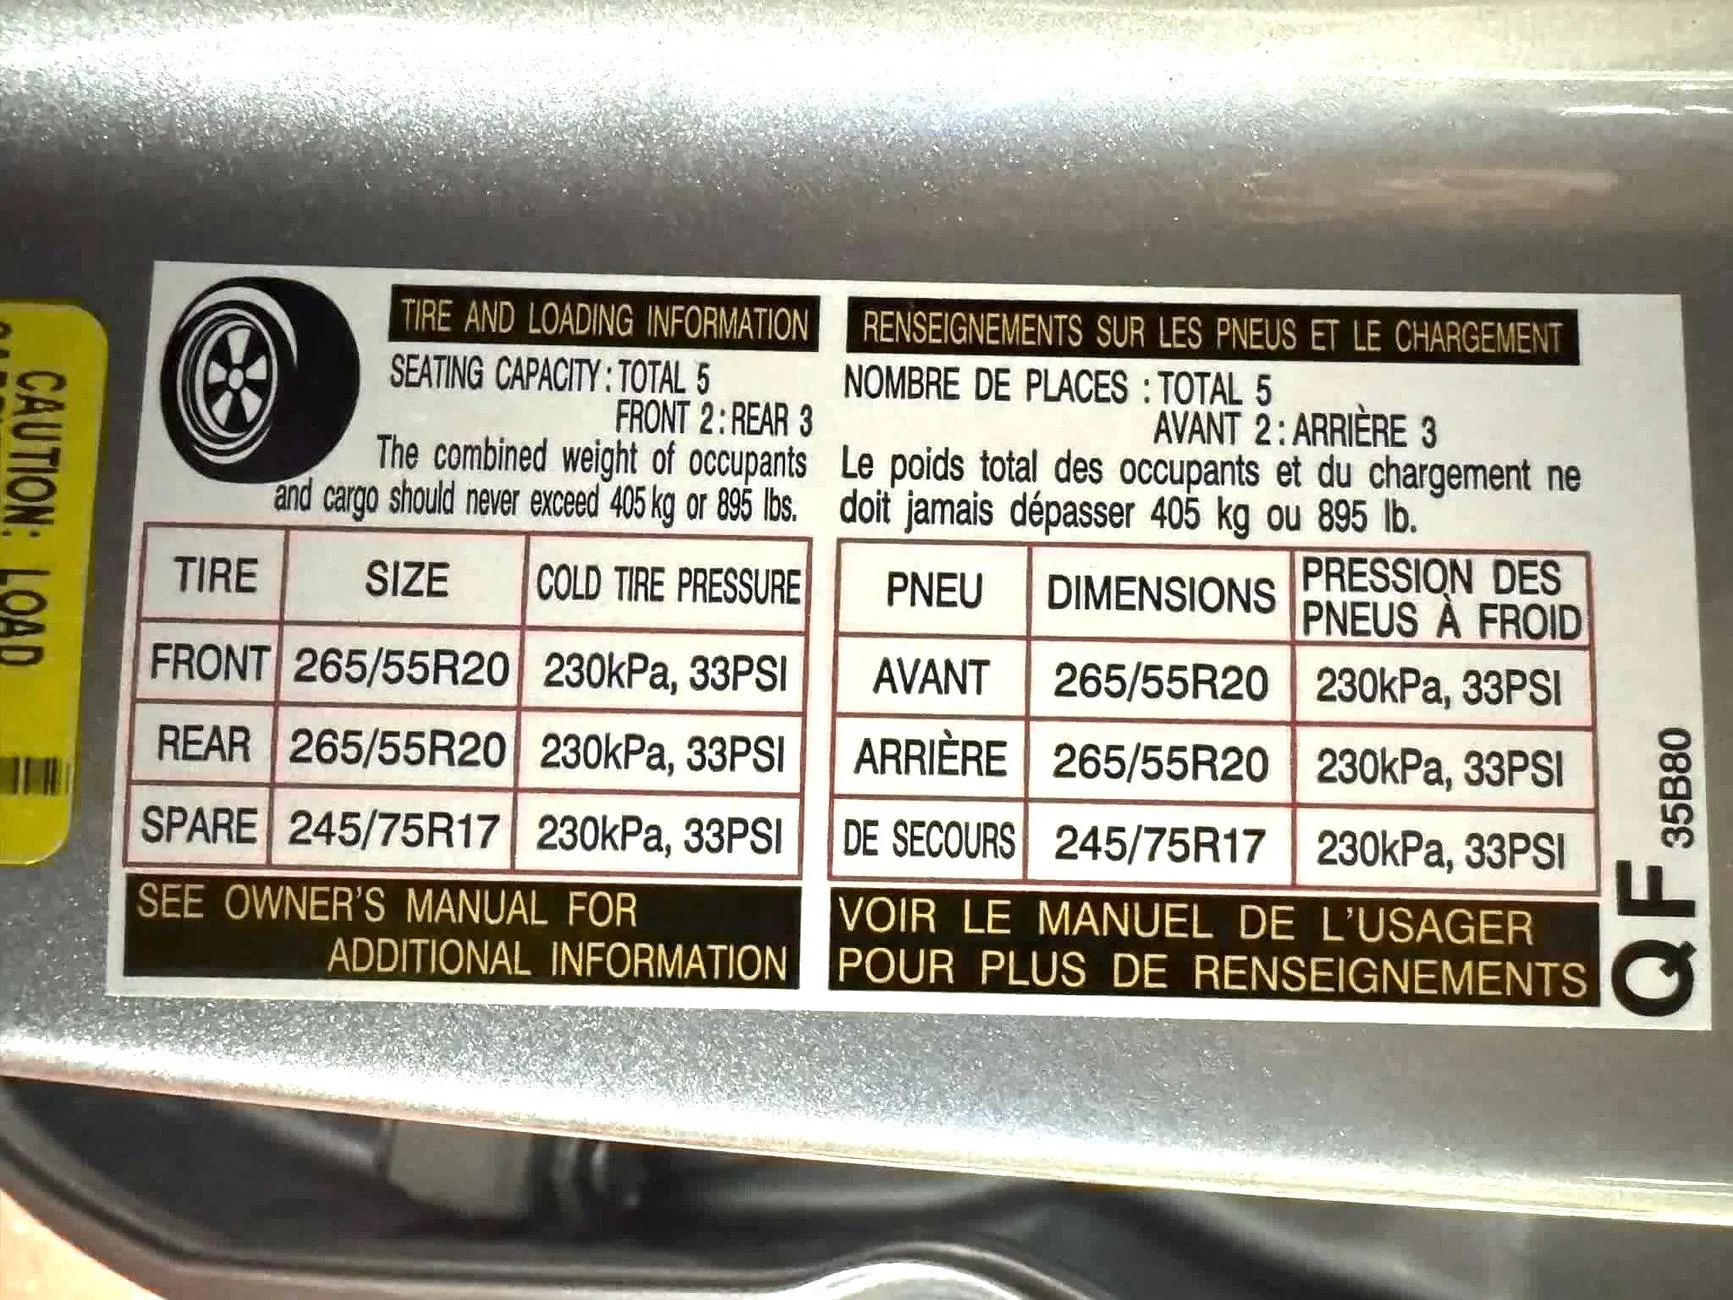 CAUTION: LOAD
TIRE AND LOADING INFORMATION
SEATING CAPACITY : TOTAL 5
FRONT 2 : REAR 3
The combined weight of occupants
and cargo should never exceed 405 kg or 895 lbs.
TIRE SIZE COLD TIRE PRESSURE
FRONT 265/55R20 230kPa, 33PSI
REAR 265/55R20 230kPa, 33PSI
SPARE 245/75R17 230kPa, 33PSI
SEE OWNER'S MANUAL FOR
ADDITIONAL INFORMATION
RENSEIGNEMENTS SUR LES PNEUS ET LE CHARGEMENT
NOMBRE DE PLACES : TOTAL 5
AVANT 2 : ARRIÈRE 3
Le poids total des occupants et du chargement ne
doit jamais dépasser 405 kg ou 895 lb.
PNEU DIMENSIONS PRESSION DES
PNEUS À FROID
AVANT 265/55R20 230kPa, 33PSI
ARRIÈRE 265/55R20 230kPa, 33PSI
DE SECOURS 245/75R17 230kPa, 33PSI
VOIR LE MANUEL DE L'USAGER
POUR PLUS DE RENSEIGNEMENTS
QF 35B80